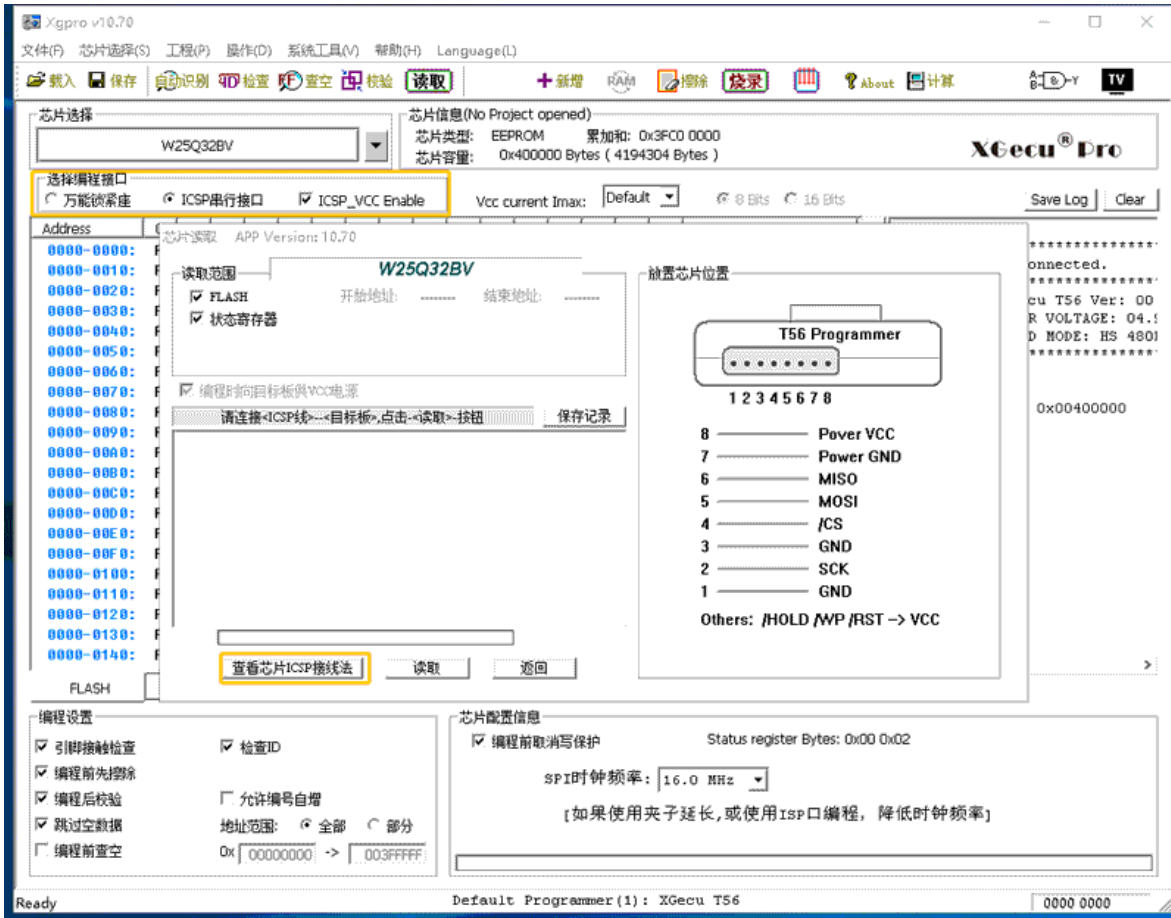 Xgpro v10.70
文件(F) 芯片选择(S) 工程(P) 操作(D) 系统工具(V) 帮助(H) Language(L)
载入 保存 自动识别 检查 查空 校验 读取 新增 RAM 擦除 烧录 About 计算 TV
芯片选择
W25Q32BV
芯片信息(No Project opened)
芯片类型: EEPROM 累加和: 0x3FC0 0000
芯片容量: 0x400000 Bytes ( 4194304 Bytes )
XGecu® Pro
选择编程接口
万能锁紧座 ICSP串行接口 ICSP_VCC Enable
Vcc current Imax: Default 8 Bits 16 Bits
Save Log Clear
Address
0000-0000:
0000-0010:
0000-0020:
0000-0030:
0000-0040:
0000-0050:
0000-0060:
0000-0070:
0000-0080:
0000-0090:
0000-00A0:
0000-00B0:
0000-00C0:
0000-00D0:
0000-00E0:
0000-00F0:
0000-0100:
0000-0110:
0000-0120:
0000-0130:
0000-0140:
FLASH
芯片读取 APP Version: 10.70
读取范围
W25Q32BV
FLASH 开始地址: -------- 结束地址: --------
状态寄存器
编程时向目标板供VCC电源
请连接<ICSP线>--<目标板>,点击-<读取>-按钮
保存记录
查看芯片ICSP接线法 读取 返回
放置芯片位置
T56 Programmer
1 2 3 4 5 6 7 8
8 Pover VCC
7 Power GND
6 MISO
5 MOSI
4 /CS
3 GND
2 SCK
1 GND
Others: /HOLD /WP /RST -> VCC
***************
onnected.
***************
cu T56 Ver: 00
R VOLTAGE: 04.9
D MODE: HS 480
***************
0x00400000
编程设置
引脚接触检查 检查ID
编程前先擦除
编程后校验 允许编号自增
跳过空数据 地址范围: 全部 部分
编程前查空 0x 00000000 -> 003FFFFF
芯片配置信息
编程前取消写保护 Status register Bytes: 0x00 0x02
SPI时钟频率: 16.0 MHz
[如果使用夹子延长,或使用ISP口编程, 降低时钟频率]
Ready Default Programmer(1): XGecu T56 0000 0000